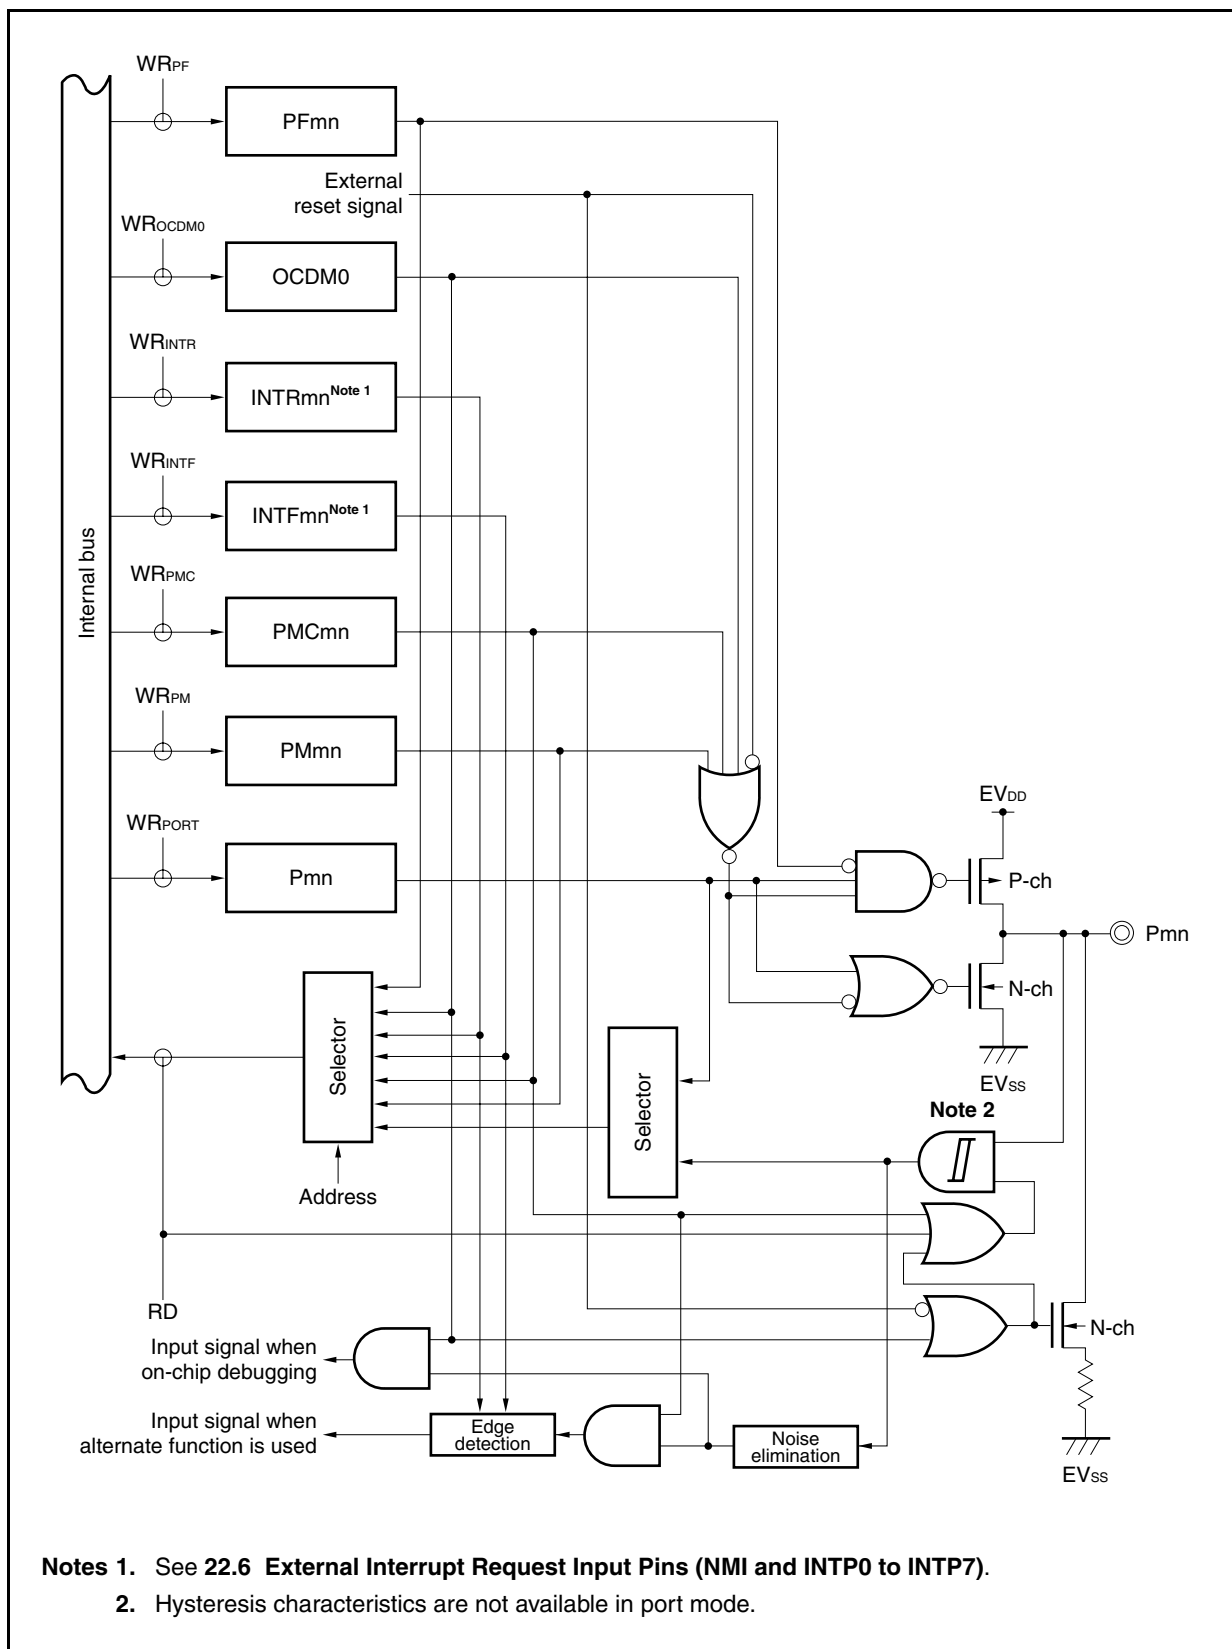 WRPF
PFmn
External
reset signal
WROCDM0
OCDM0
WRINTR
INTRmnNote 1
WRINTF
INTFmnNote 1
Internal bus
WRPMC
PMCmn
WRPM
PMmn
WRPORT
Pmn
EVDD
P-ch
Pmn
N-ch
EVSS
Selector
Selector
Note 2
Address
RD
N-ch
Input signal when
on-chip debugging
Input signal when
alternate function is used
Edge
detection
Noise
elimination
EVSS
Notes 1. See 22.6 External Interrupt Request Input Pins (NMI and INTP0 to INTP7).
2. Hysteresis characteristics are not available in port mode.